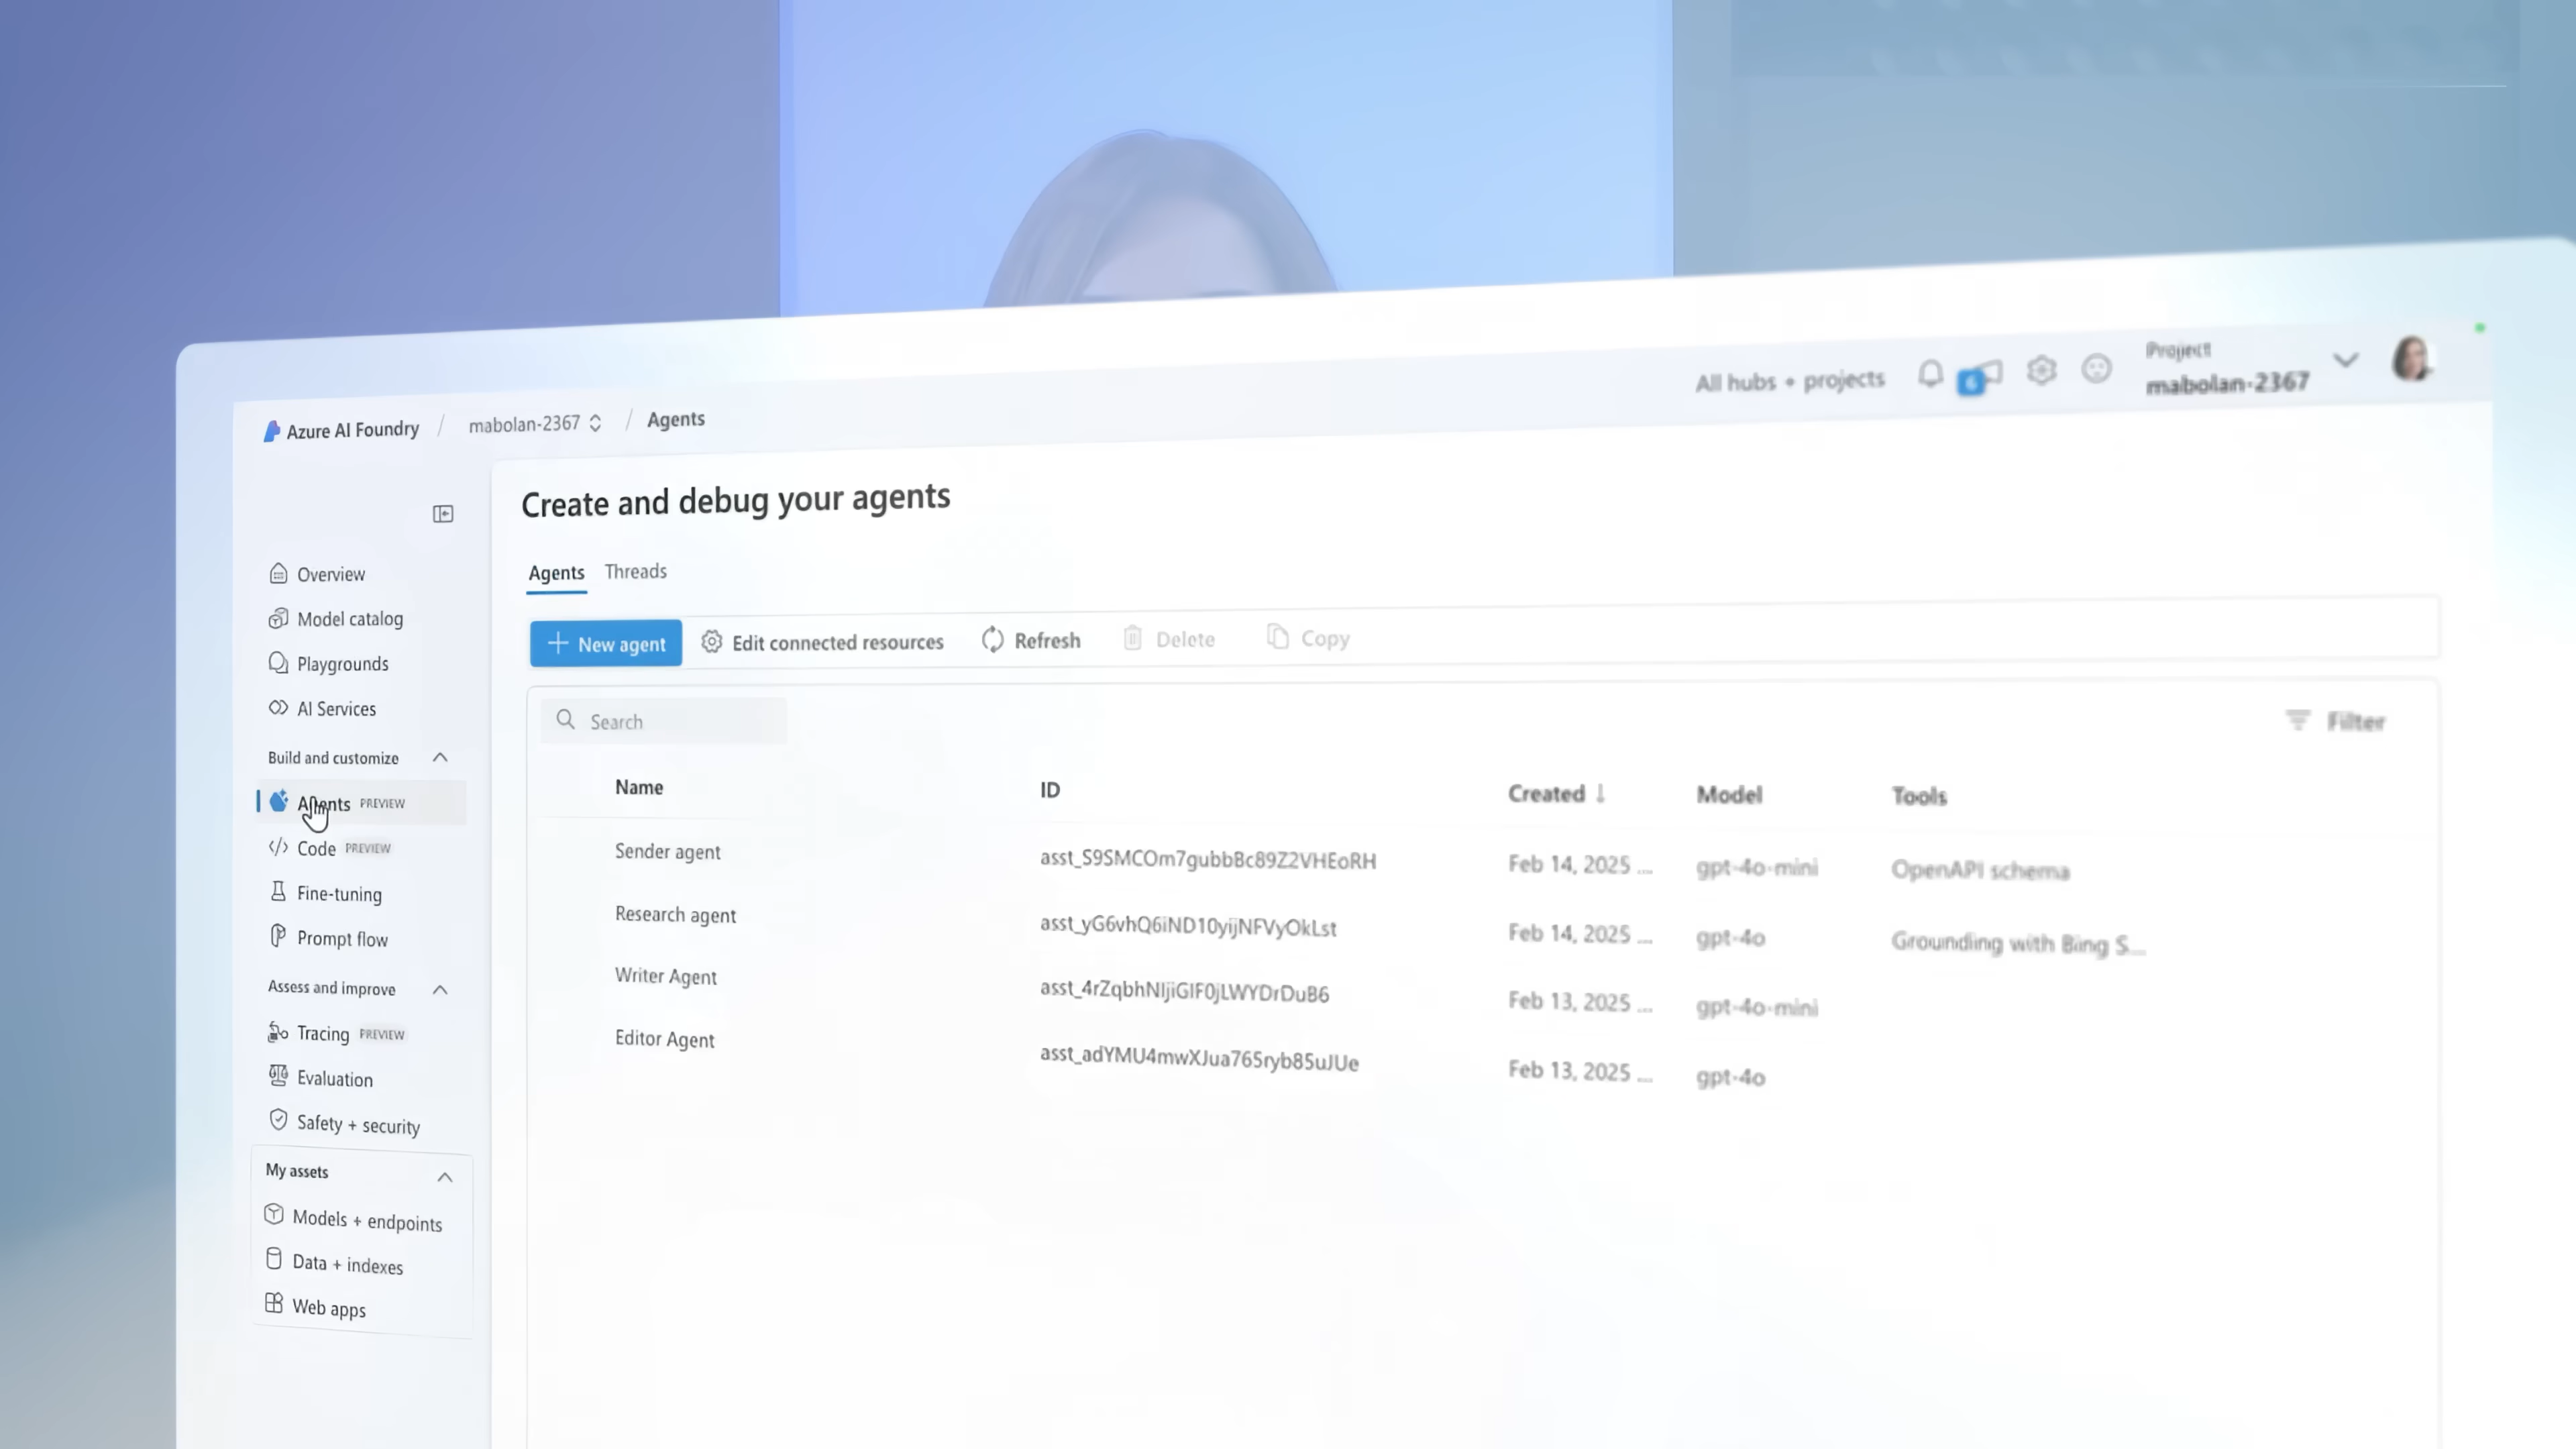 Azure AI Foundry / mabolan-2367 / Agents
All hubs + projects
6
Project
mabolan-2367
Create and debug your agents
Agents Threads
+ New agent Edit connected resources Refresh Delete Copy
Search
Filter
Name ID Created ↓ Model Tools
Sender agent asst_S9SMCOm7gubbBc89Z2VHEoRH Feb 14, 2025 ... gpt-4o-mini OpenAPI schema
Research agent asst_yG6vhQ6iND10yijNFVyOkLst Feb 14, 2025 ... gpt-4o Grounding with Bing S...
Writer Agent asst_4rZqbhNIjiGIF0jLWYDrDuB6 Feb 13, 2025 ... gpt-4o-mini
Editor Agent asst_adYMU4mwXJua765ryb85uJUe Feb 13, 2025 ... gpt-4o
Overview
Model catalog
Playgrounds
AI Services
Build and customize
Agents PREVIEW
Code PREVIEW
Fine-tuning
Prompt flow
Assess and improve
Tracing PREVIEW
Evaluation
Safety + security
My assets
Models + endpoints
Data + indexes
Web apps